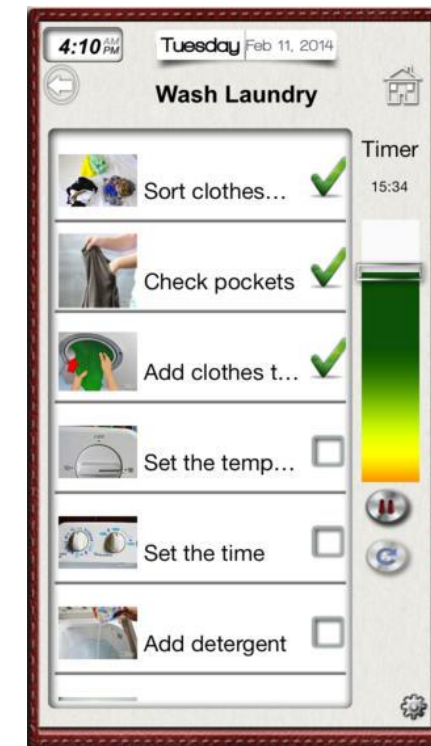 4:10 AM PM
Tuesday Feb 11, 2014
Wash Laundry
Timer
15:34
Sort clothes...
Check pockets
Add clothes t...
Set the temp...
Set the time
Add detergent